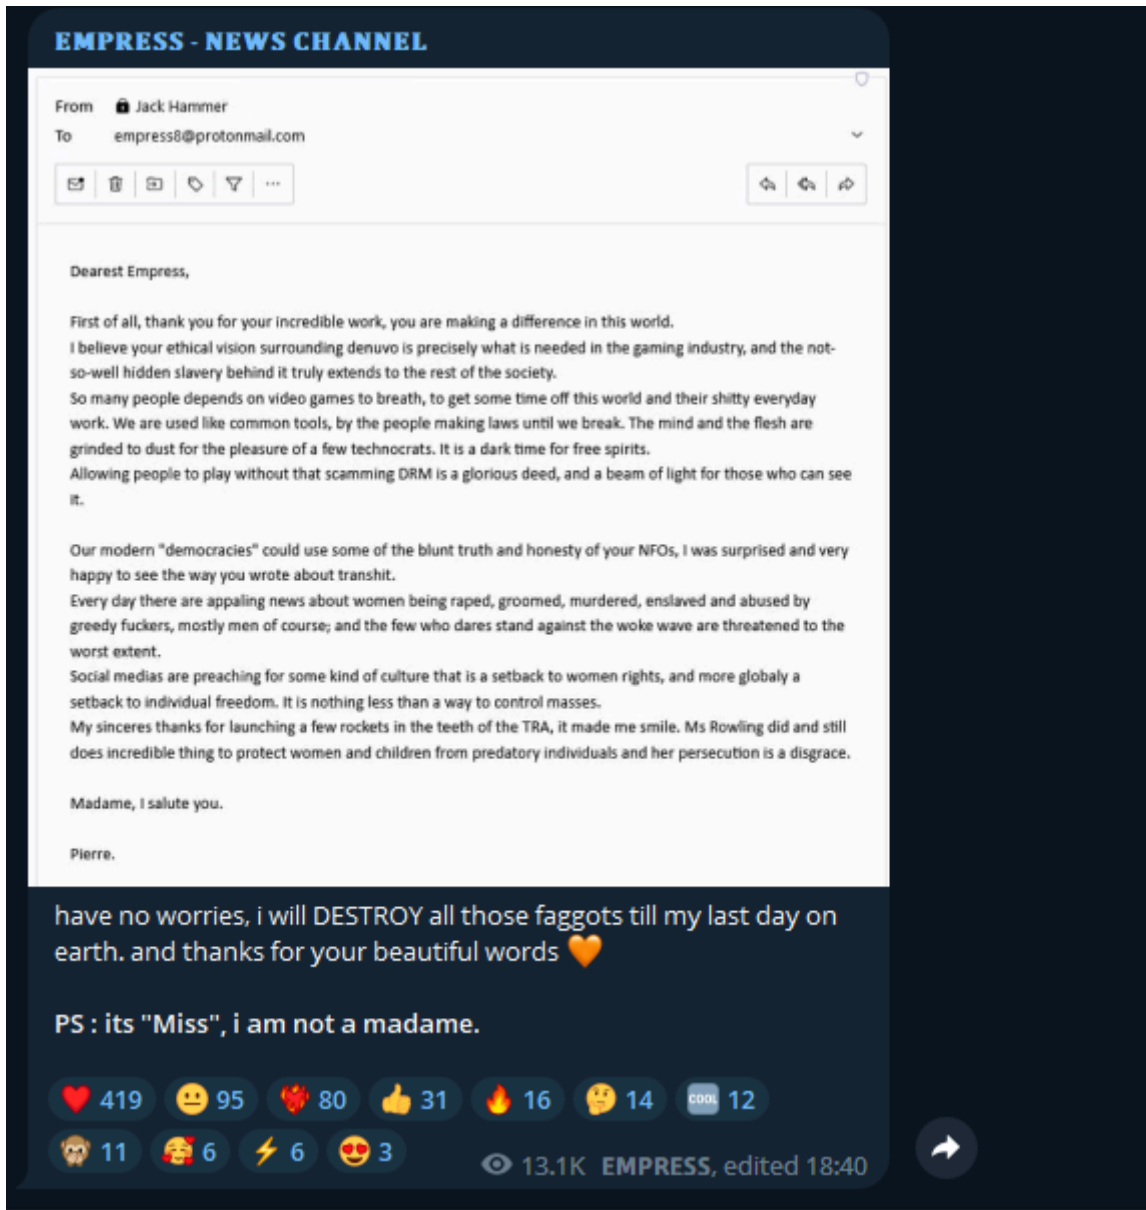 EMPRESS - NEWS CHANNEL
From Jack Hammer
To empress8@protonmail.com
Dearest Empress,
First of all, thank you for your incredible work, you are making a difference in this world.
I believe your ethical vision surrounding denuvo is precisely what is needed in the gaming industry, and the not-
so-well hidden slavery behind it truly extends to the rest of the society.
So many people depends on video games to breath, to get some time off this world and their shitty everyday
work. We are used like common tools, by the people making laws until we break. The mind and the flesh are
grinded to dust for the pleasure of a few technocrats. It is a dark time for free spirits.
Allowing people to play without that scamming DRM is a glorious deed, and a beam of light for those who can see
it.
Our modern "democracies" could use some of the blunt truth and honesty of your NFOs, I was surprised and very
happy to see the way you wrote about transhit.
Every day there are appaling news about women being raped, groomed, murdered, enslaved and abused by
greedy fuckers, mostly men of course; and the few who dares stand against the woke wave are threatened to the
worst extent.
Social medias are preaching for some kind of culture that is a setback to women rights, and more globaly a
setback to individual freedom. It is nothing less than a way to control masses.
My sinceres thanks for launching a few rockets in the teeth of the TRA, it made me smile. Ms Rowling did and still
does incredible thing to protect women and children from predatory individuals and her persecution is a disgrace.
Madame, I salute you.
Pierre.
have no worries, i will DESTROY all those faggots till my last day on
earth. and thanks for your beautiful words 🧡
PS : its "Miss", i am not a madame.
419 95 80 31 16 14 COOL 12
11 6 6 3 13.1K EMPRESS, edited 18:40